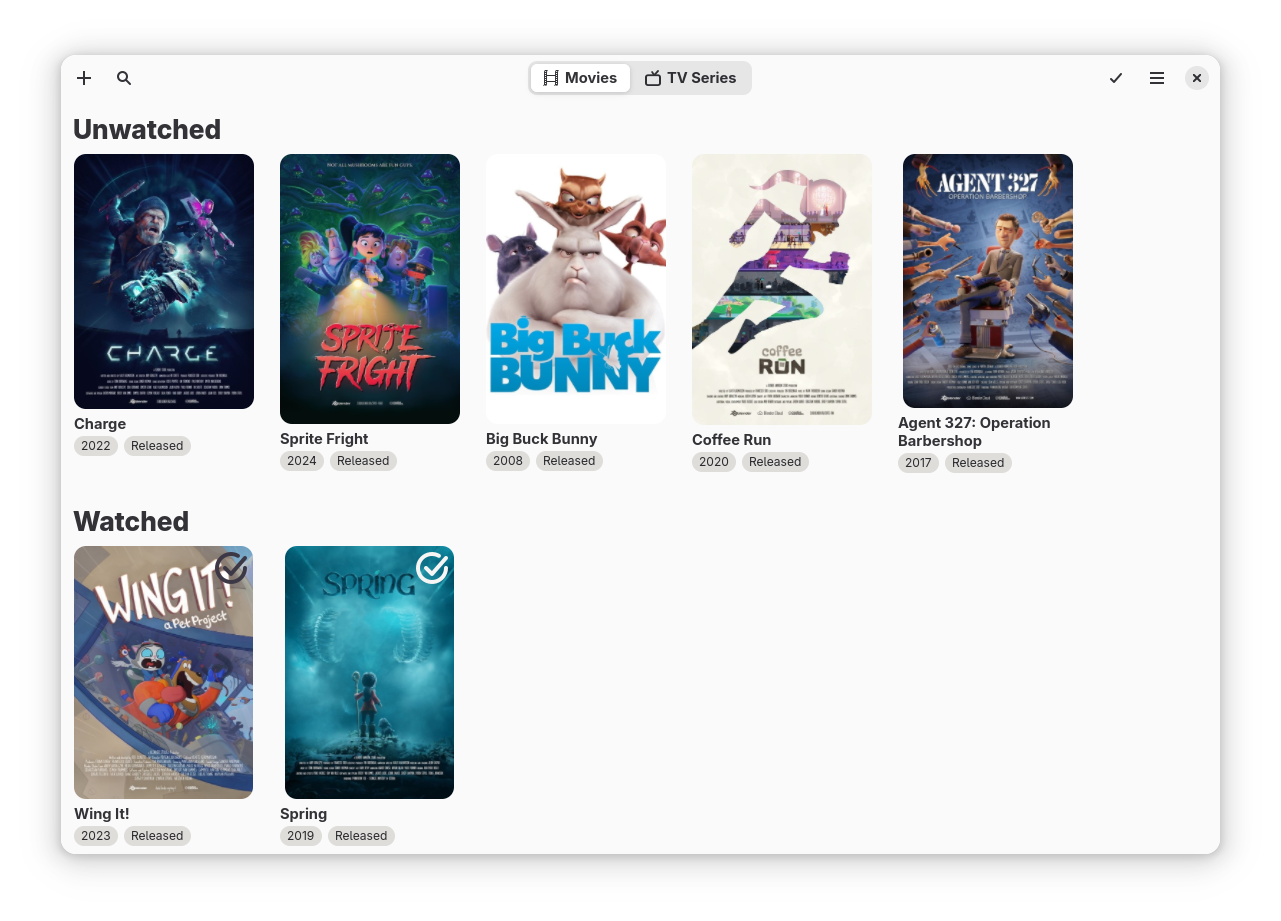 Movies
TV Series
Unwatched
NOT ALL MUSHROOMS ARE FUN GUYS
CHARGE
SPRITE
FRIGHT
Big Buck
BUNNY
coffee
RUN
AGENT 327
OPERATION BARBERSHOP
Charge
2022
Released
Sprite Fright
2024
Released
Big Buck Bunny
2008
Released
Coffee Run
2020
Released
Agent 327: Operation
Barbershop
2017
Released
Watched
WING IT!
a Pet Project
SPRING
Wing It!
2023
Released
Spring
2019
Released